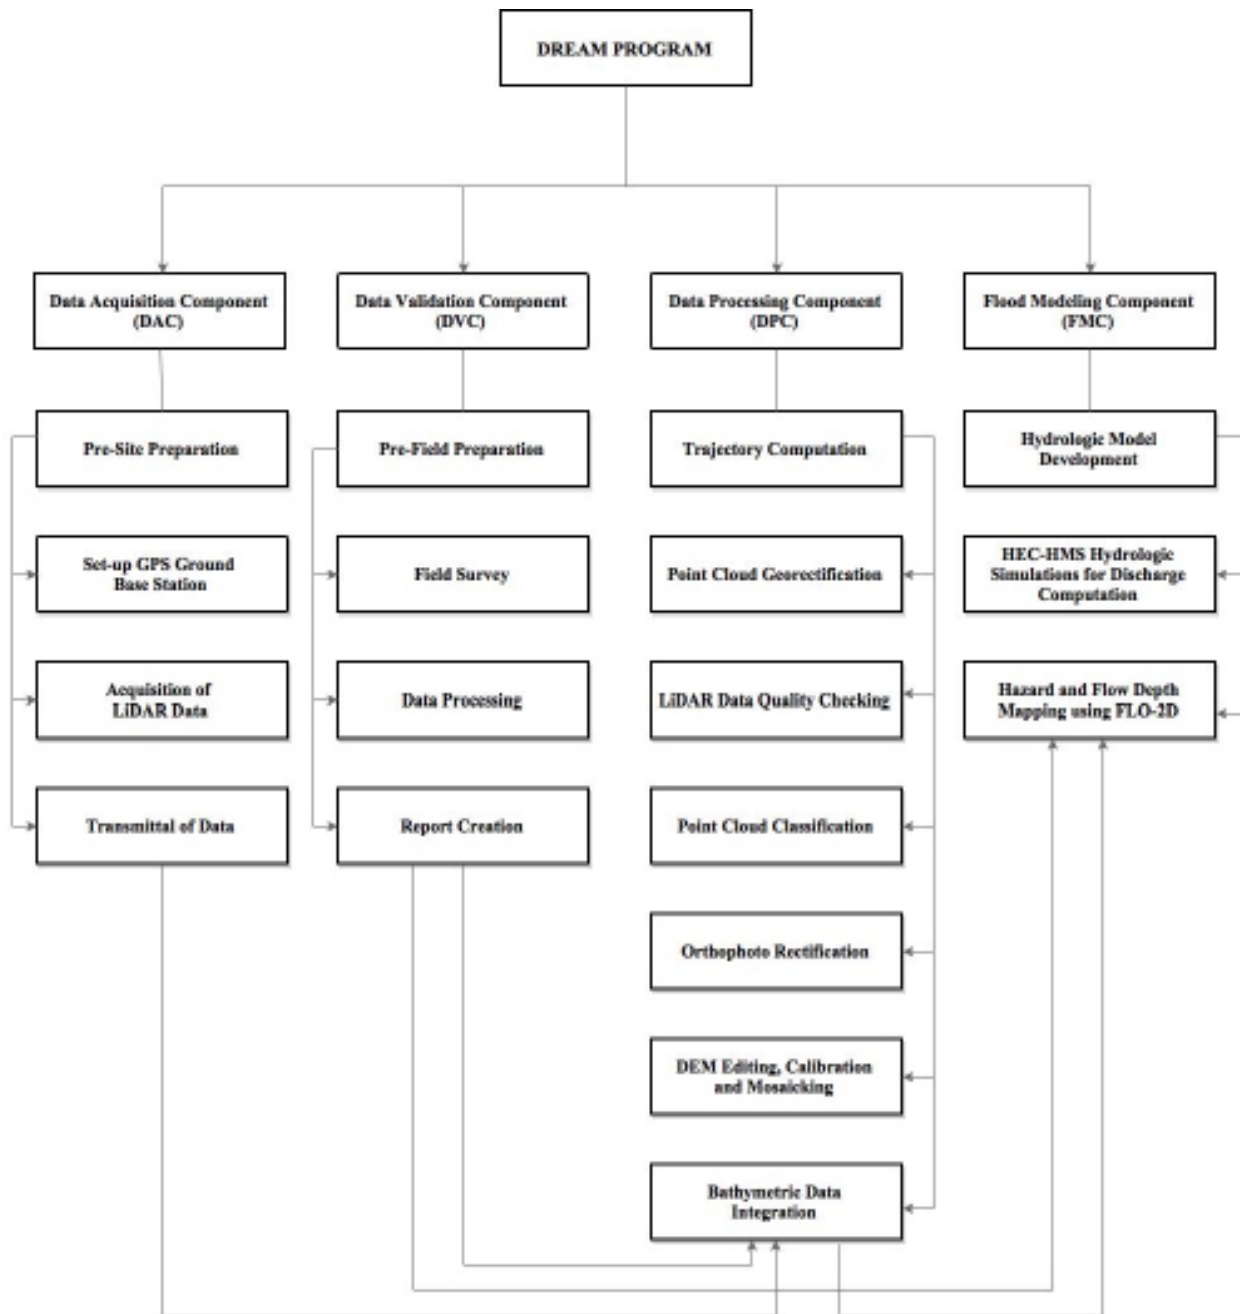 DREAM PROGRAM
Data Acquisition Component
(DAC)
Data Validation Component
(DVC)
Data Processing Component
(DPC)
Flood Modeling Component
(FMC)
Pre-Site Preparation
Pre-Field Preparation
Trajectory Computation
Hydrologic Model
Development
Set-up GPS Ground
Base Station
Field Survey
Point Cloud Georectification
HEC-HMS Hydrologic
Simulations for Discharge
Computation
Acquisition of
LiDAR Data
Data Processing
LiDAR Data Quality Checking
Hazard and Flow Depth
Mapping using FLO-2D
Transmittal of Data
Report Creation
Point Cloud Classification
Orthophoto Rectification
DEM Editing, Calibration
and Mosaicking
Bathymetric Data
Integration